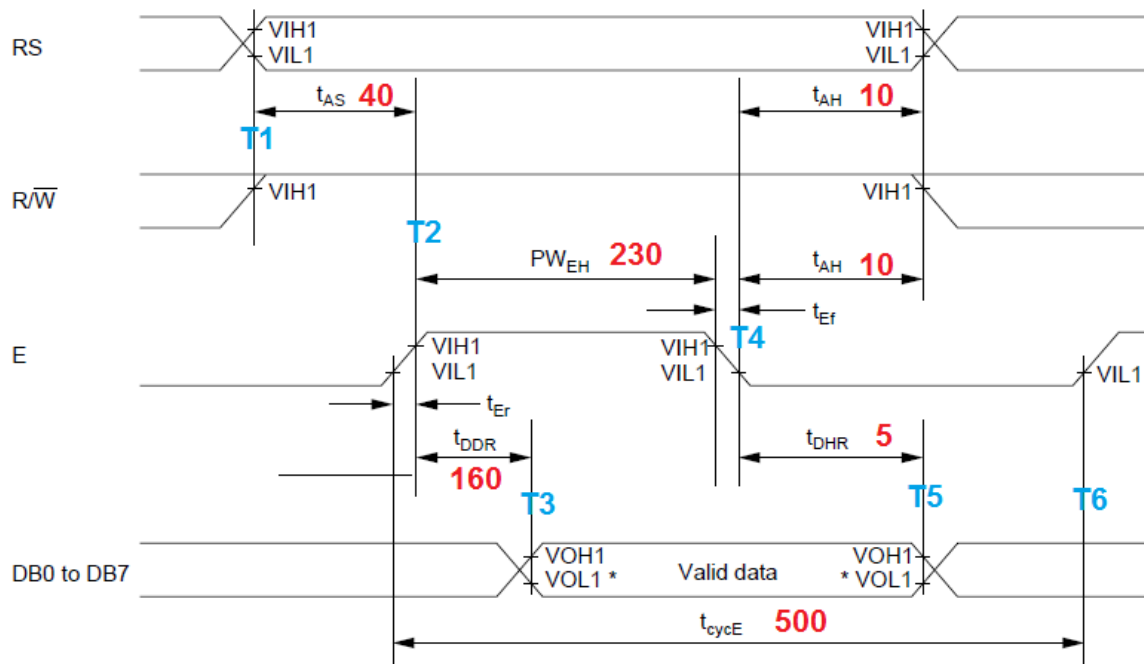 RS
VIH1
VIL1
VIH1
VIL1
tAS 40
tAH 10
T1
R/W̅
VIH1
VIH1
T2
PWEH 230
tAH 10
tEf
E
VIH1
VIL1
VIH1
VIL1
T4
VIL1
tEr
tDDR
160
tDHR 5
T3
T5
T6
DB0 to DB7
VOH1
VOL1 *
Valid data
VOH1
* VOL1
tcycE 500